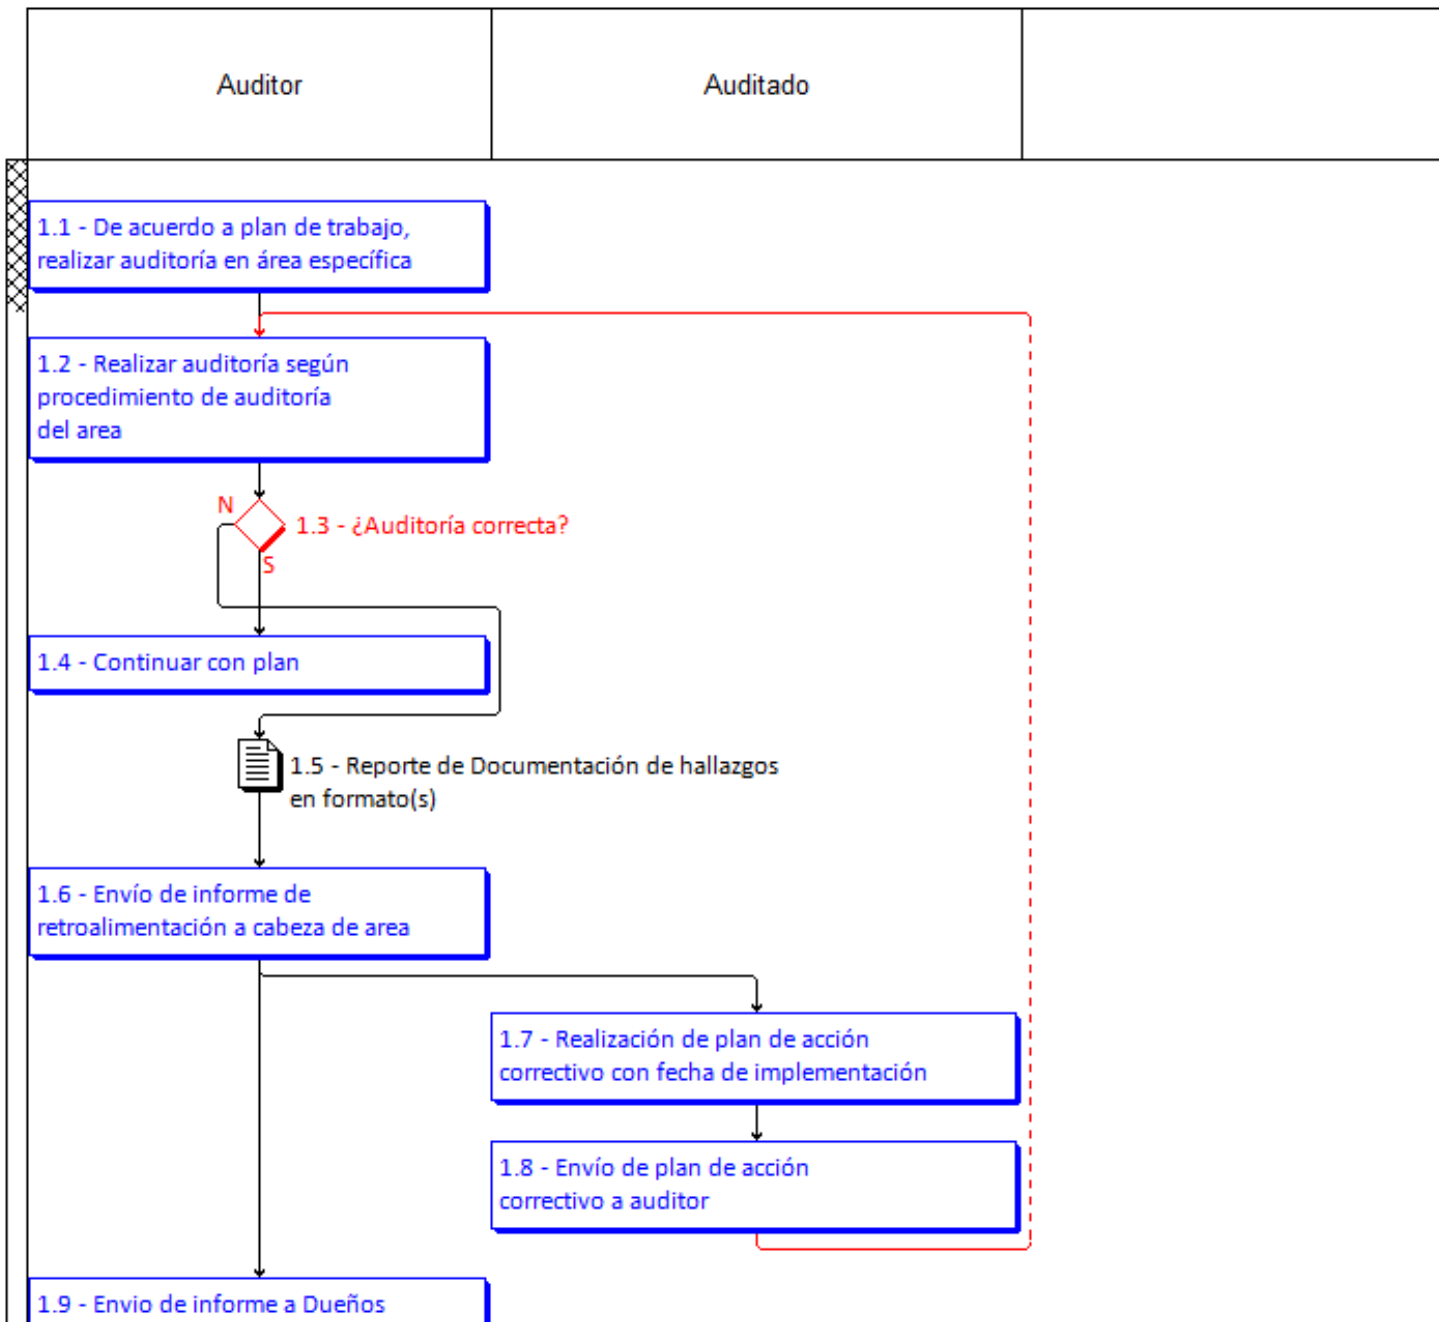 Auditor
Auditado
1.1 - De acuerdo a plan de trabajo,
realizar auditoría en área específica
1.2 - Realizar auditoría según
procedimiento de auditoría
del area
N
1.3 - ¿Auditoría correcta?
S
1.4 - Continuar con plan
1.5 - Reporte de Documentación de hallazgos
en formato(s)
1.6 - Envío de informe de
retroalimentación a cabeza de area
1.7 - Realización de plan de acción
correctivo con fecha de implementación
1.8 - Envío de plan de acción
correctivo a auditor
1.9 - Envio de informe a Dueños